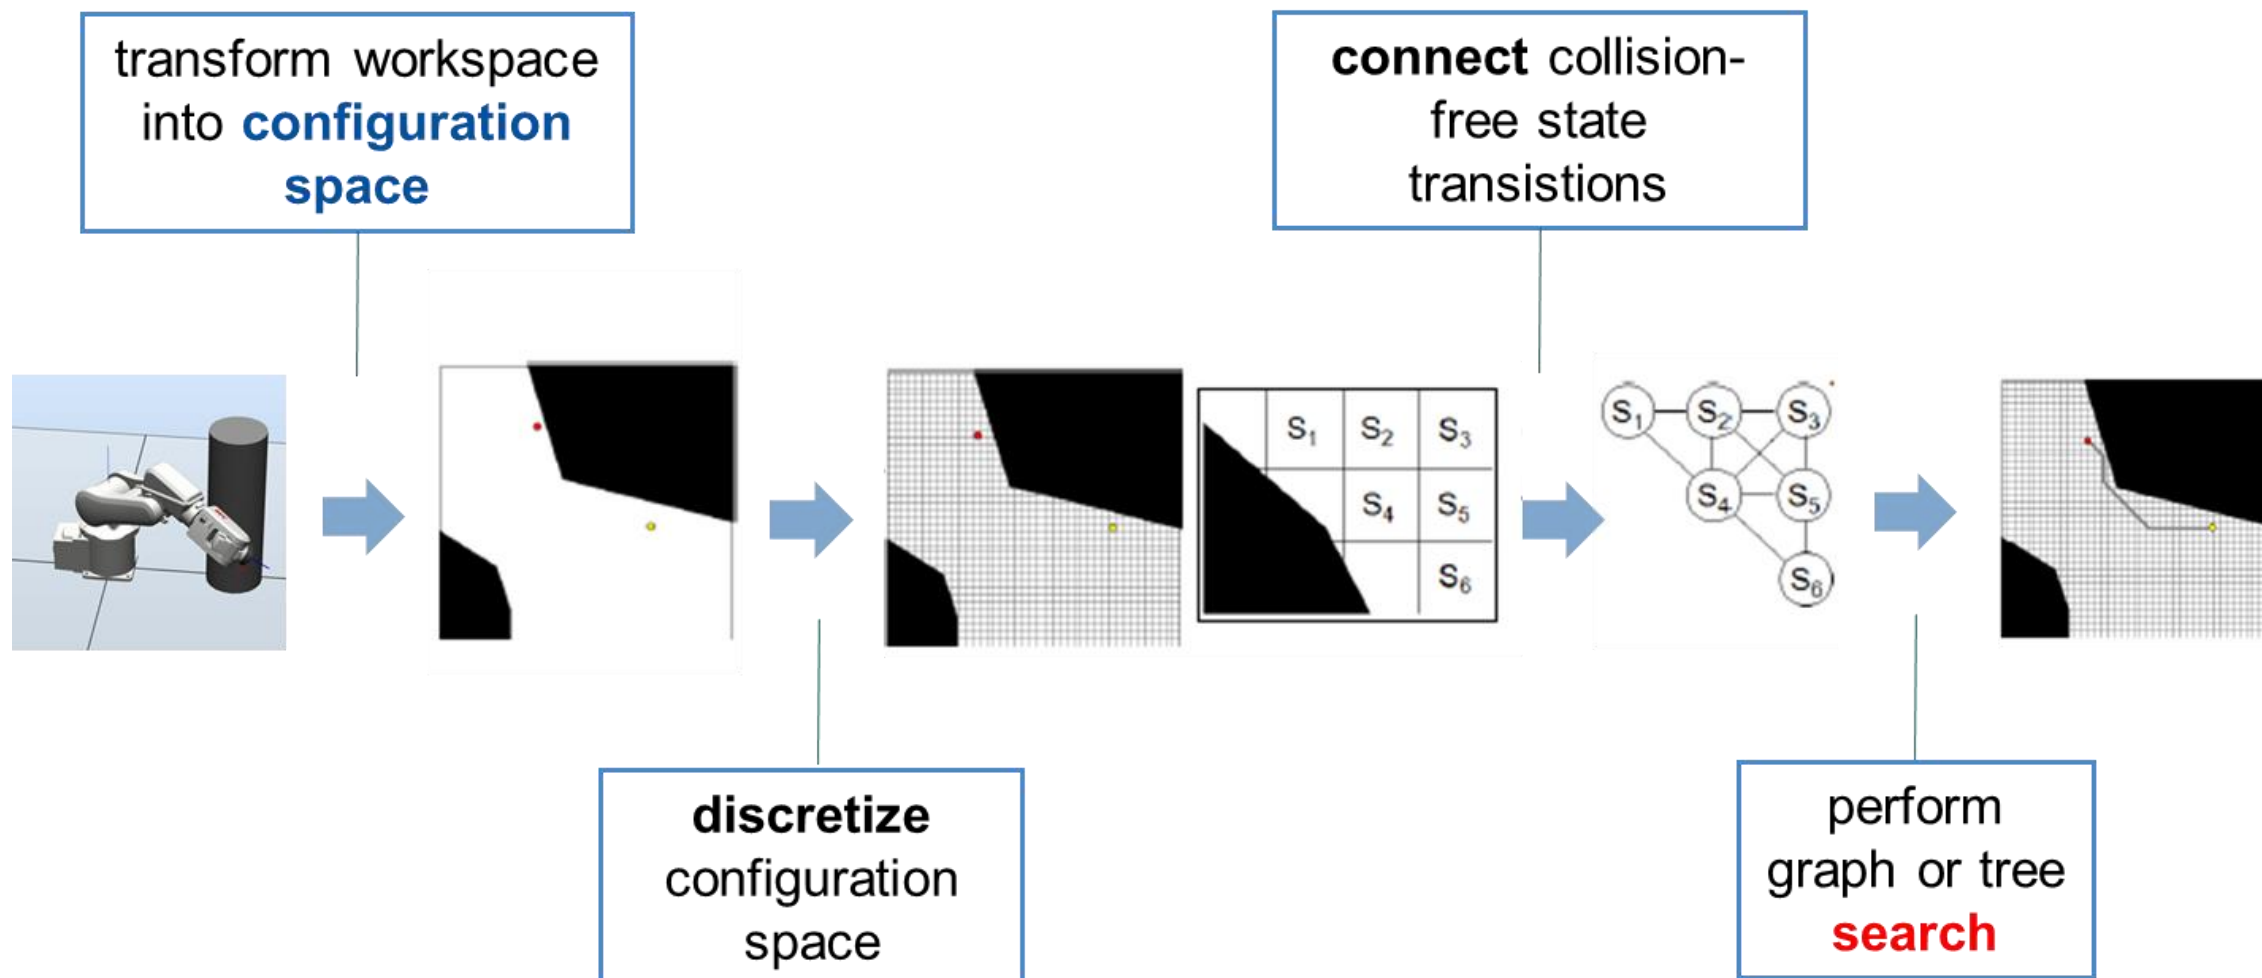 transform workspace
into configuration
space
connect collision-
free state
transistions
S1 S2 S3
S4 S5
S6
S1 S2 S3
S4 S5
S6
discretize
configuration
space
perform
graph or tree
search